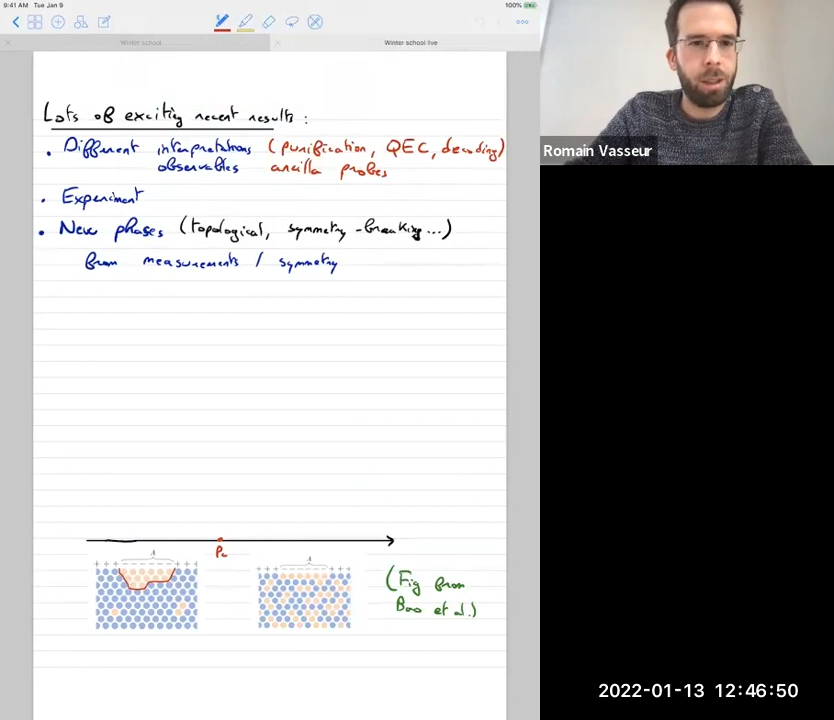 9:41 AM Tue Jan 9
100%
Winter school
Winter school live
Lots of exciting recent results :
• Different interpretations (purification, QEC, decoding)
observables ancilla probes
• Experiment
• New phases (topological, symmetry-breaking...)
from measurements / symmetry
Pc
A
A
+ + + - - - - - - + + +
(Fig from
Bao et al.)
Romain Vasseur
2022-01-13 12:46:50